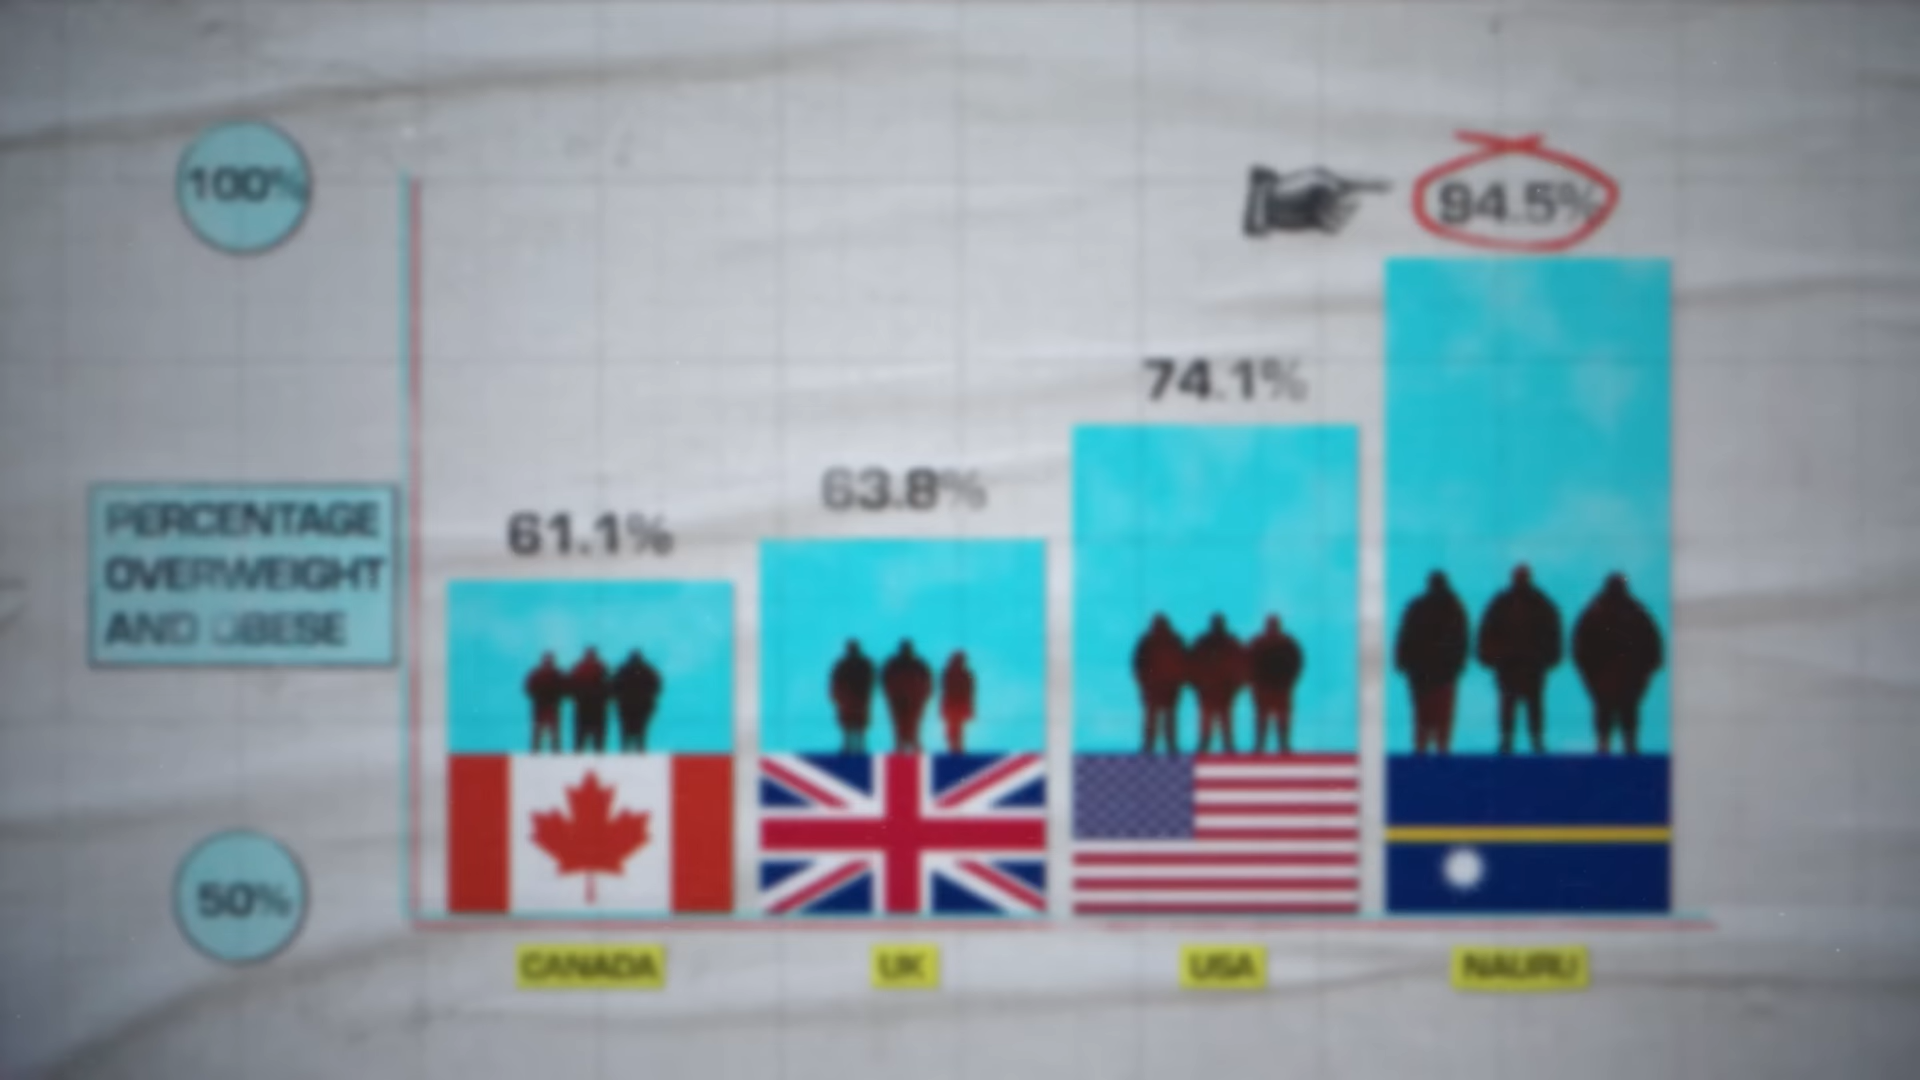 100%
94.5%
74.1%
63.8%
61.1%
PERCENTAGE
OVERWEIGHT
AND OBESE
50%
CANADA
UK
USA
NAURU